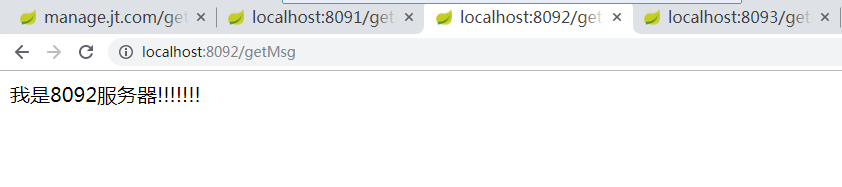 manage.jt.com/get
localhost:8091/get
localhost:8092/get
localhost:8093/get
localhost:8092/getMsg
我是8092服务器!!!!!!!